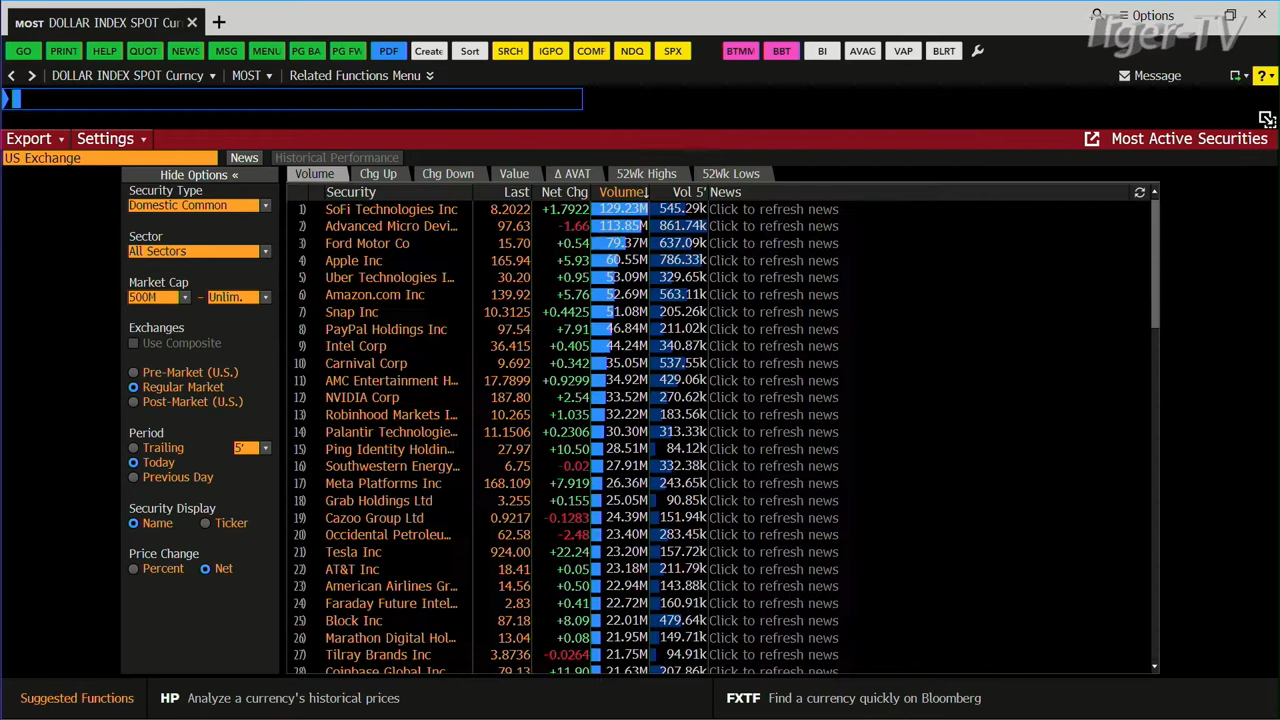 MOST DOLLAR INDEX SPOT Cur
Options
Tiger-TV
GO PRINT HELP QUOT NEWS MSG MENU PG BA PG FW PDF Create Sort SRCH IGPO COMF NDQ SPX BTMM BBT BI AVAG VAP BLRT
DOLLAR INDEX SPOT Curncy MOST Related Functions Menu Message ?
Export Settings Most Active Securities
US Exchange News Historical Performance
Hide Options «
Security Type
Domestic Common
Sector
All Sectors
Market Cap
500M - Unlim.
Exchanges
Use Composite
Pre-Market (U.S.)
Regular Market
Post-Market (U.S.)
Period
Trailing 5'
Today
Previous Day
Security Display
Name Ticker
Price Change
Percent Net
Volume Chg Up Chg Down Value Δ AVAT 52Wk Highs 52Wk Lows
Security Last Net Chg Volume↓ Vol 5' News
1) SoFi Technologies Inc 8.2022 +1.7922 129.23M 545.29k Click to refresh news
2) Advanced Micro Devi... 97.63 -1.66 113.85M 861.74k Click to refresh news
3) Ford Motor Co 15.70 +0.54 79.37M 637.09k Click to refresh news
4) Apple Inc 165.94 +5.93 60.55M 786.33k Click to refresh news
5) Uber Technologies I... 30.20 +0.95 53.09M 329.65k Click to refresh news
6) Amazon.com Inc 139.92 +5.76 52.69M 563.11k Click to refresh news
7) Snap Inc 10.3125 +0.4425 51.08M 205.26k Click to refresh news
8) PayPal Holdings Inc 97.54 +7.91 46.84M 211.02k Click to refresh news
9) Intel Corp 36.415 +0.405 44.24M 340.87k Click to refresh news
10) Carnival Corp 9.692 +0.342 35.05M 537.55k Click to refresh news
11) AMC Entertainment H... 17.7899 +0.9299 34.92M 429.06k Click to refresh news
12) NVIDIA Corp 187.80 +2.54 33.52M 270.62k Click to refresh news
13) Robinhood Markets I... 10.265 +1.035 32.22M 183.56k Click to refresh news
14) Palantir Technologie... 11.1506 +0.2306 30.30M 313.33k Click to refresh news
15) Ping Identity Holdin... 27.97 +10.50 28.51M 84.12k Click to refresh news
16) Southwestern Energy... 6.75 -0.02 27.91M 332.38k Click to refresh news
17) Meta Platforms Inc 168.109 +7.919 26.36M 243.65k Click to refresh news
18) Grab Holdings Ltd 3.255 +0.155 25.05M 90.85k Click to refresh news
19) Cazoo Group Ltd 0.9217 -0.1283 24.39M 151.94k Click to refresh news
20) Occidental Petroleu... 62.58 -2.48 23.40M 283.45k Click to refresh news
21) Tesla Inc 924.00 +22.24 23.20M 157.72k Click to refresh news
22) AT&T Inc 18.41 +0.05 23.18M 211.79k Click to refresh news
23) American Airlines Gr... 14.56 +0.50 22.94M 143.88k Click to refresh news
24) Faraday Future Intel... 2.83 +0.41 22.72M 160.91k Click to refresh news
25) Block Inc 87.18 +8.09 22.01M 479.64k Click to refresh news
26) Marathon Digital Hol... 13.04 +0.08 21.95M 149.71k Click to refresh news
27) Tilray Brands Inc 3.8736 -0.0264 21.75M 94.91k Click to refresh news
28) Coinbase Global Inc 79.13 +11.90 21.63M 207.86k Click to refresh news
Suggested Functions HP Analyze a currency's historical prices FXTF Find a currency quickly on Bloomberg